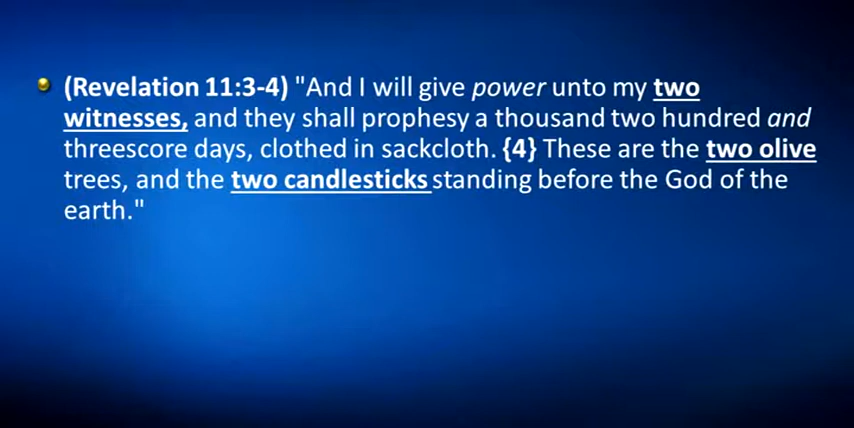 (Revelation 11:3-4) "And I will give power unto my two
witnesses, and they shall prophesy a thousand two hundred and
threescore days, clothed in sackcloth. {4} These are the two olive
trees, and the two candlesticks standing before the God of the
earth."